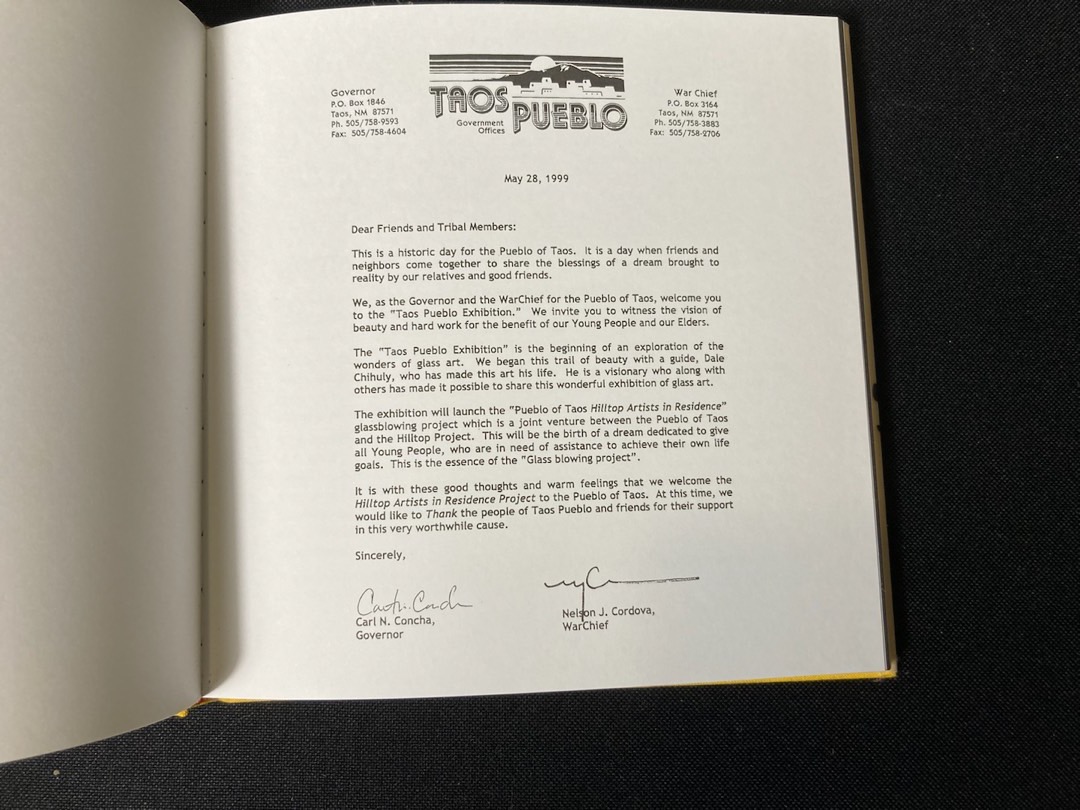 TAOS
PUEBLO
Government
Offices
Governor
P.O. Box 1846
Taos, NM 87571
Ph. 505/758-9593
Fax: 505/758-4604
War Chief
P.O. Box 3164
Taos, NM 87571
Ph. 505/758-3883
Fax: 505/758-2706
May 28, 1999
Dear Friends and Tribal Members:
This is a historic day for the Pueblo of Taos. It is a day when friends and
neighbors come together to share the blessings of a dream brought to
reality by our relatives and good friends.
We, as the Governor and the WarChief for the Pueblo of Taos, welcome you
to the "Taos Pueblo Exhibition." We invite you to witness the vision of
beauty and hard work for the benefit of our Young People and our Elders.
The "Taos Pueblo Exhibition" is the beginning of an exploration of the
wonders of glass art. We began this trail of beauty with a guide, Dale
Chihuly, who has made this art his life. He is a visionary who along with
others has made it possible to share this wonderful exhibition of glass art.
The exhibition will launch the "Pueblo of Taos Hilltop Artists in Residence"
glassblowing project which is a joint venture between the Pueblo of Taos
and the Hilltop Project. This will be the birth of a dream dedicated to give
all Young People, who are in need of assistance to achieve their own life
goals. This is the essence of the "Glass blowing project".
It is with these good thoughts and warm feelings that we welcome the
Hilltop Artists in Residence Project to the Pueblo of Taos. At this time, we
would like to Thank the people of Taos Pueblo and friends for their support
in this very worthwhile cause.
Sincerely,
Carl N. Concha,
Governor
Nelson J. Cordova,
WarChief